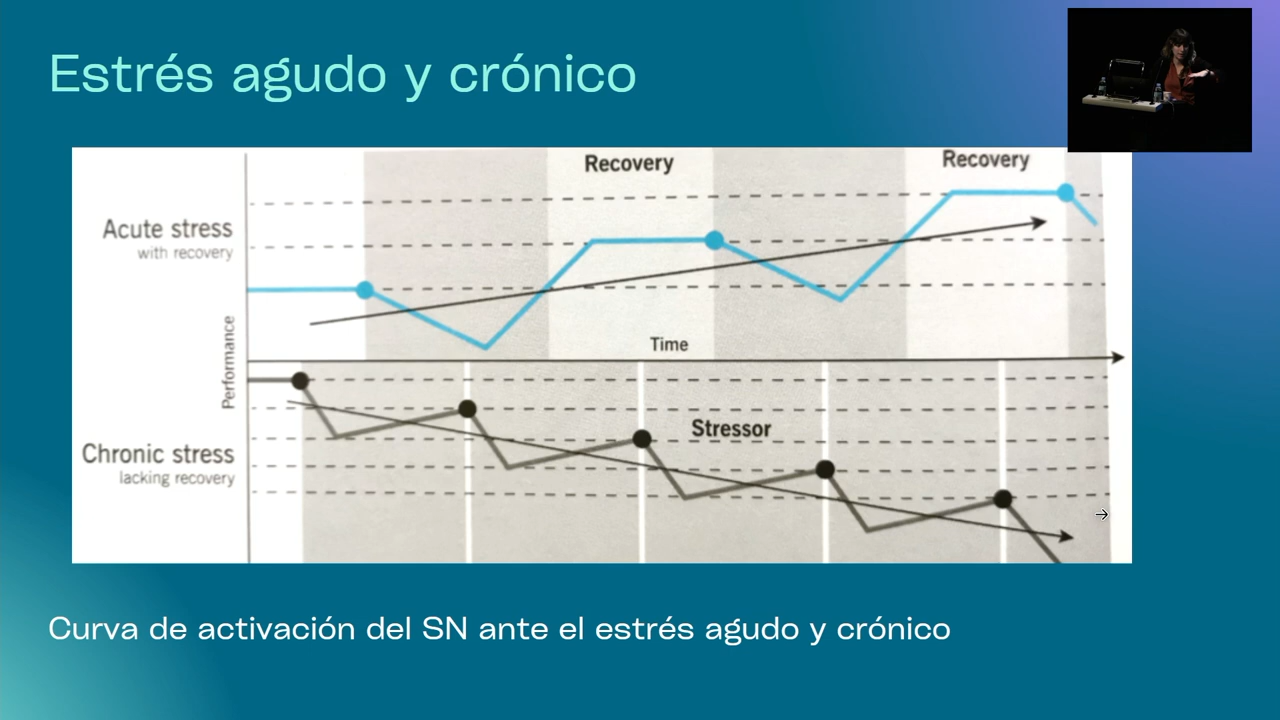 Estrés agudo y crónico
Recovery
Recovery
Acute stress
with recovery
Time
Performance
Stressor
Chronic stress
lacking recovery
Curva de activación del SN ante el estrés agudo y crónico